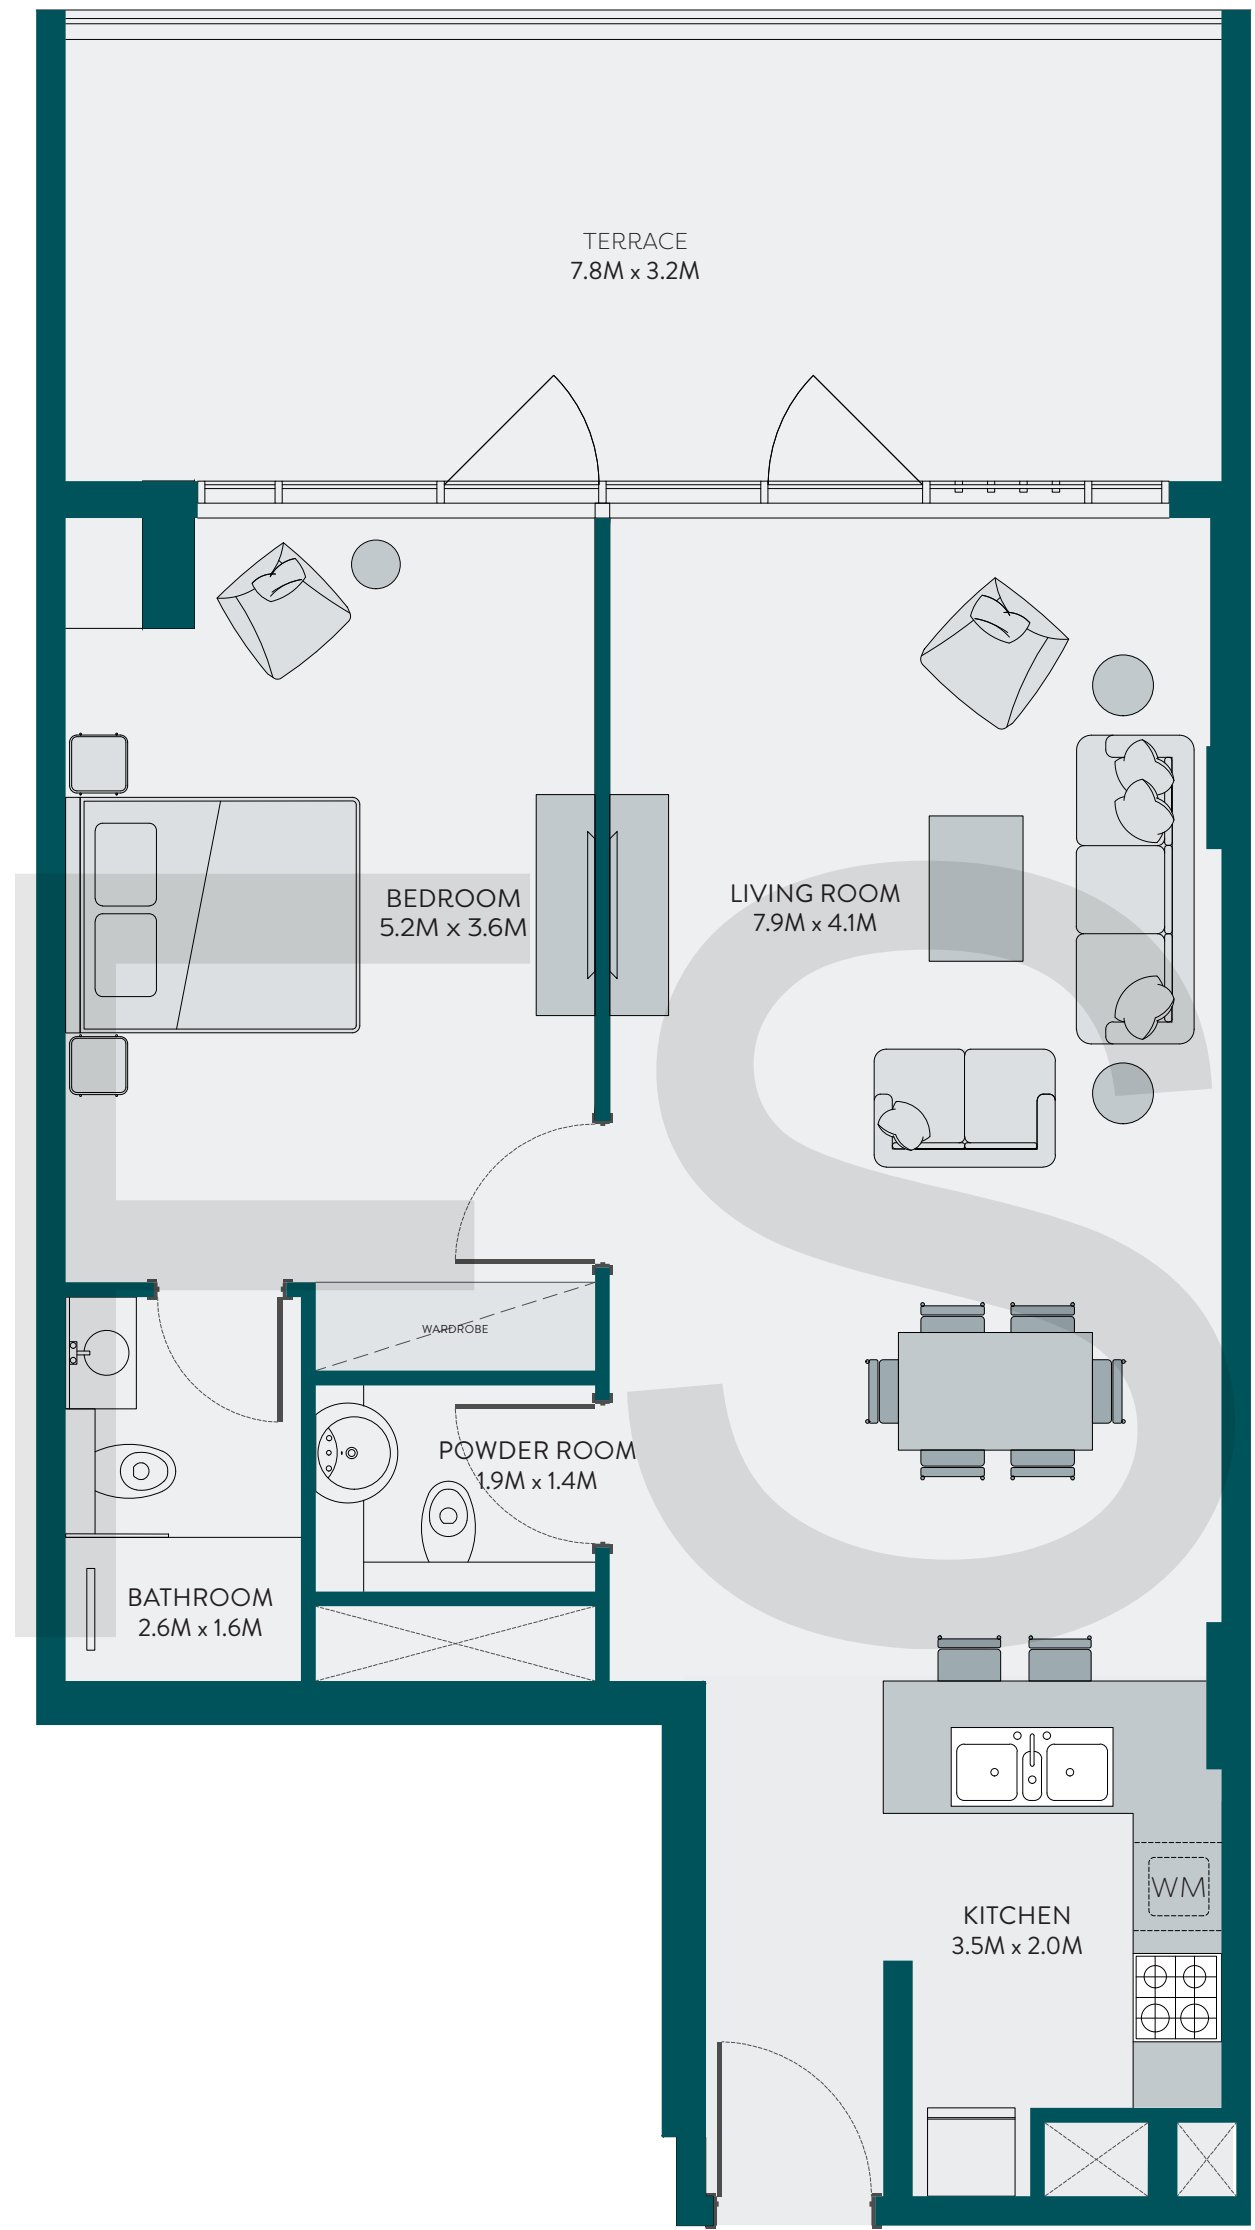 TERRACE
7.8M x 3.2M
BEDROOM
5.2M x 3.6M
LIVING ROOM
7.9M x 4.1M
WARDROBE
POWDER ROOM
1.9M x 1.4M
BATHROOM
2.6M x 1.6M
WM
KITCHEN
3.5M x 2.0M